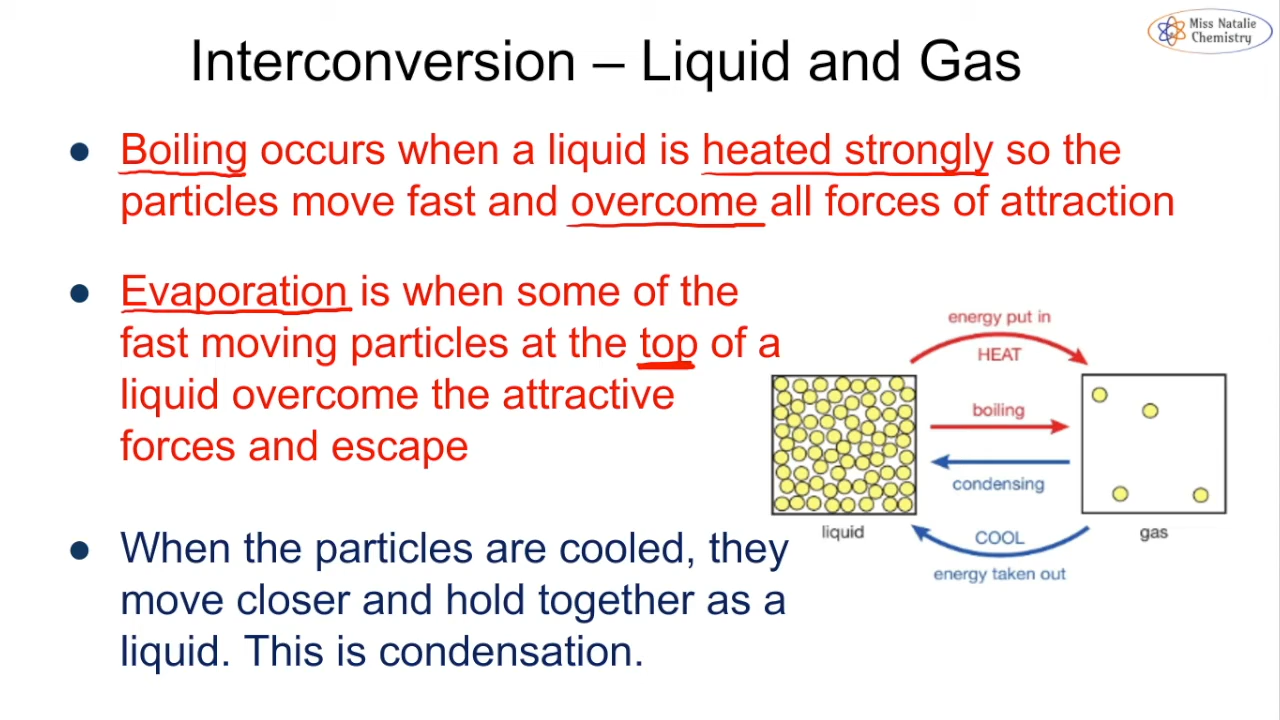 Miss Natalie
Chemistry
Interconversion – Liquid and Gas
● Boiling occurs when a liquid is heated strongly so the
particles move fast and overcome all forces of attraction
● Evaporation is when some of the
fast moving particles at the top of a
liquid overcome the attractive
forces and escape
● When the particles are cooled, they
move closer and hold together as a
liquid. This is condensation.
energy put in
HEAT
boiling
condensing
liquid
gas
COOL
energy taken out